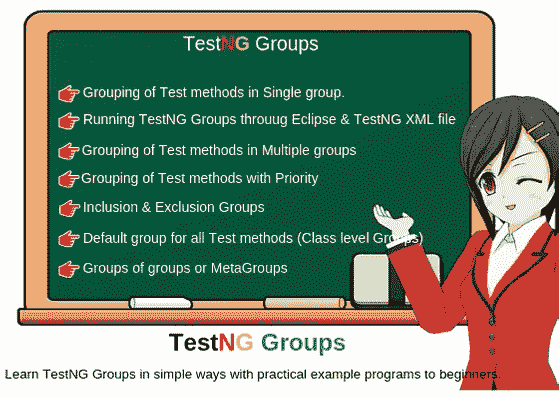 TestNG Groups
Grouping of Test methods in Single group.
Running TestNG Groups throuug Eclipse & TestNG XML file
Grouping of Test methods in Multiple groups
Grouping of Test methods with Priority
Inclusion & Exclusion Groups
Default group for all Test methods (Class level Groups)
Groups of groups or MetaGroups
TestNG Groups
Learn TestNG Groups in simple ways with practical example programs to beginners.